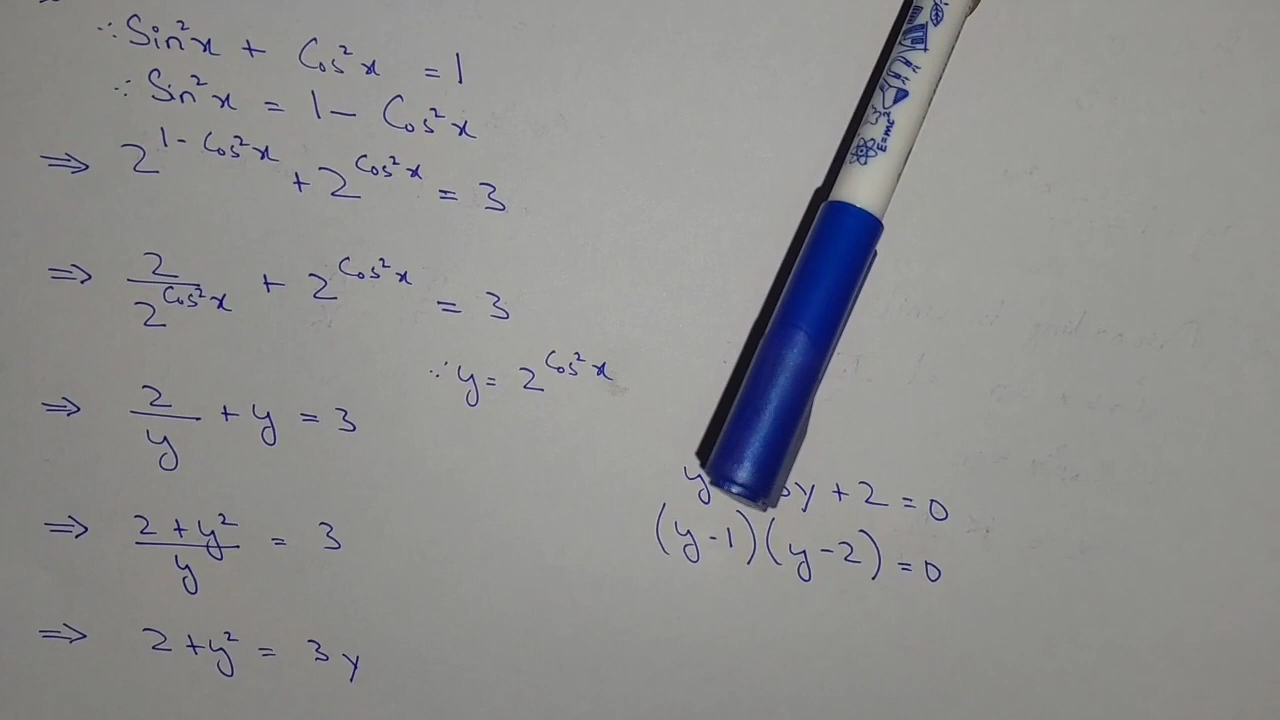 ∵ Sin²x + Cos²x = 1
∵ Sin²x = 1 - Cos²x
⇒ 2^(1 - Cos²x) + 2^(Cos²x) = 3
⇒ 2/2^(Cos²x) + 2^(Cos²x) = 3
∵ y = 2^(Cos²x)
⇒ 2/y + y = 3
⇒ (2 + y²)/y = 3
⇒ 2 + y² = 3y
y y + 2 = 0
(y - 1)(y - 2) = 0
E=mc²